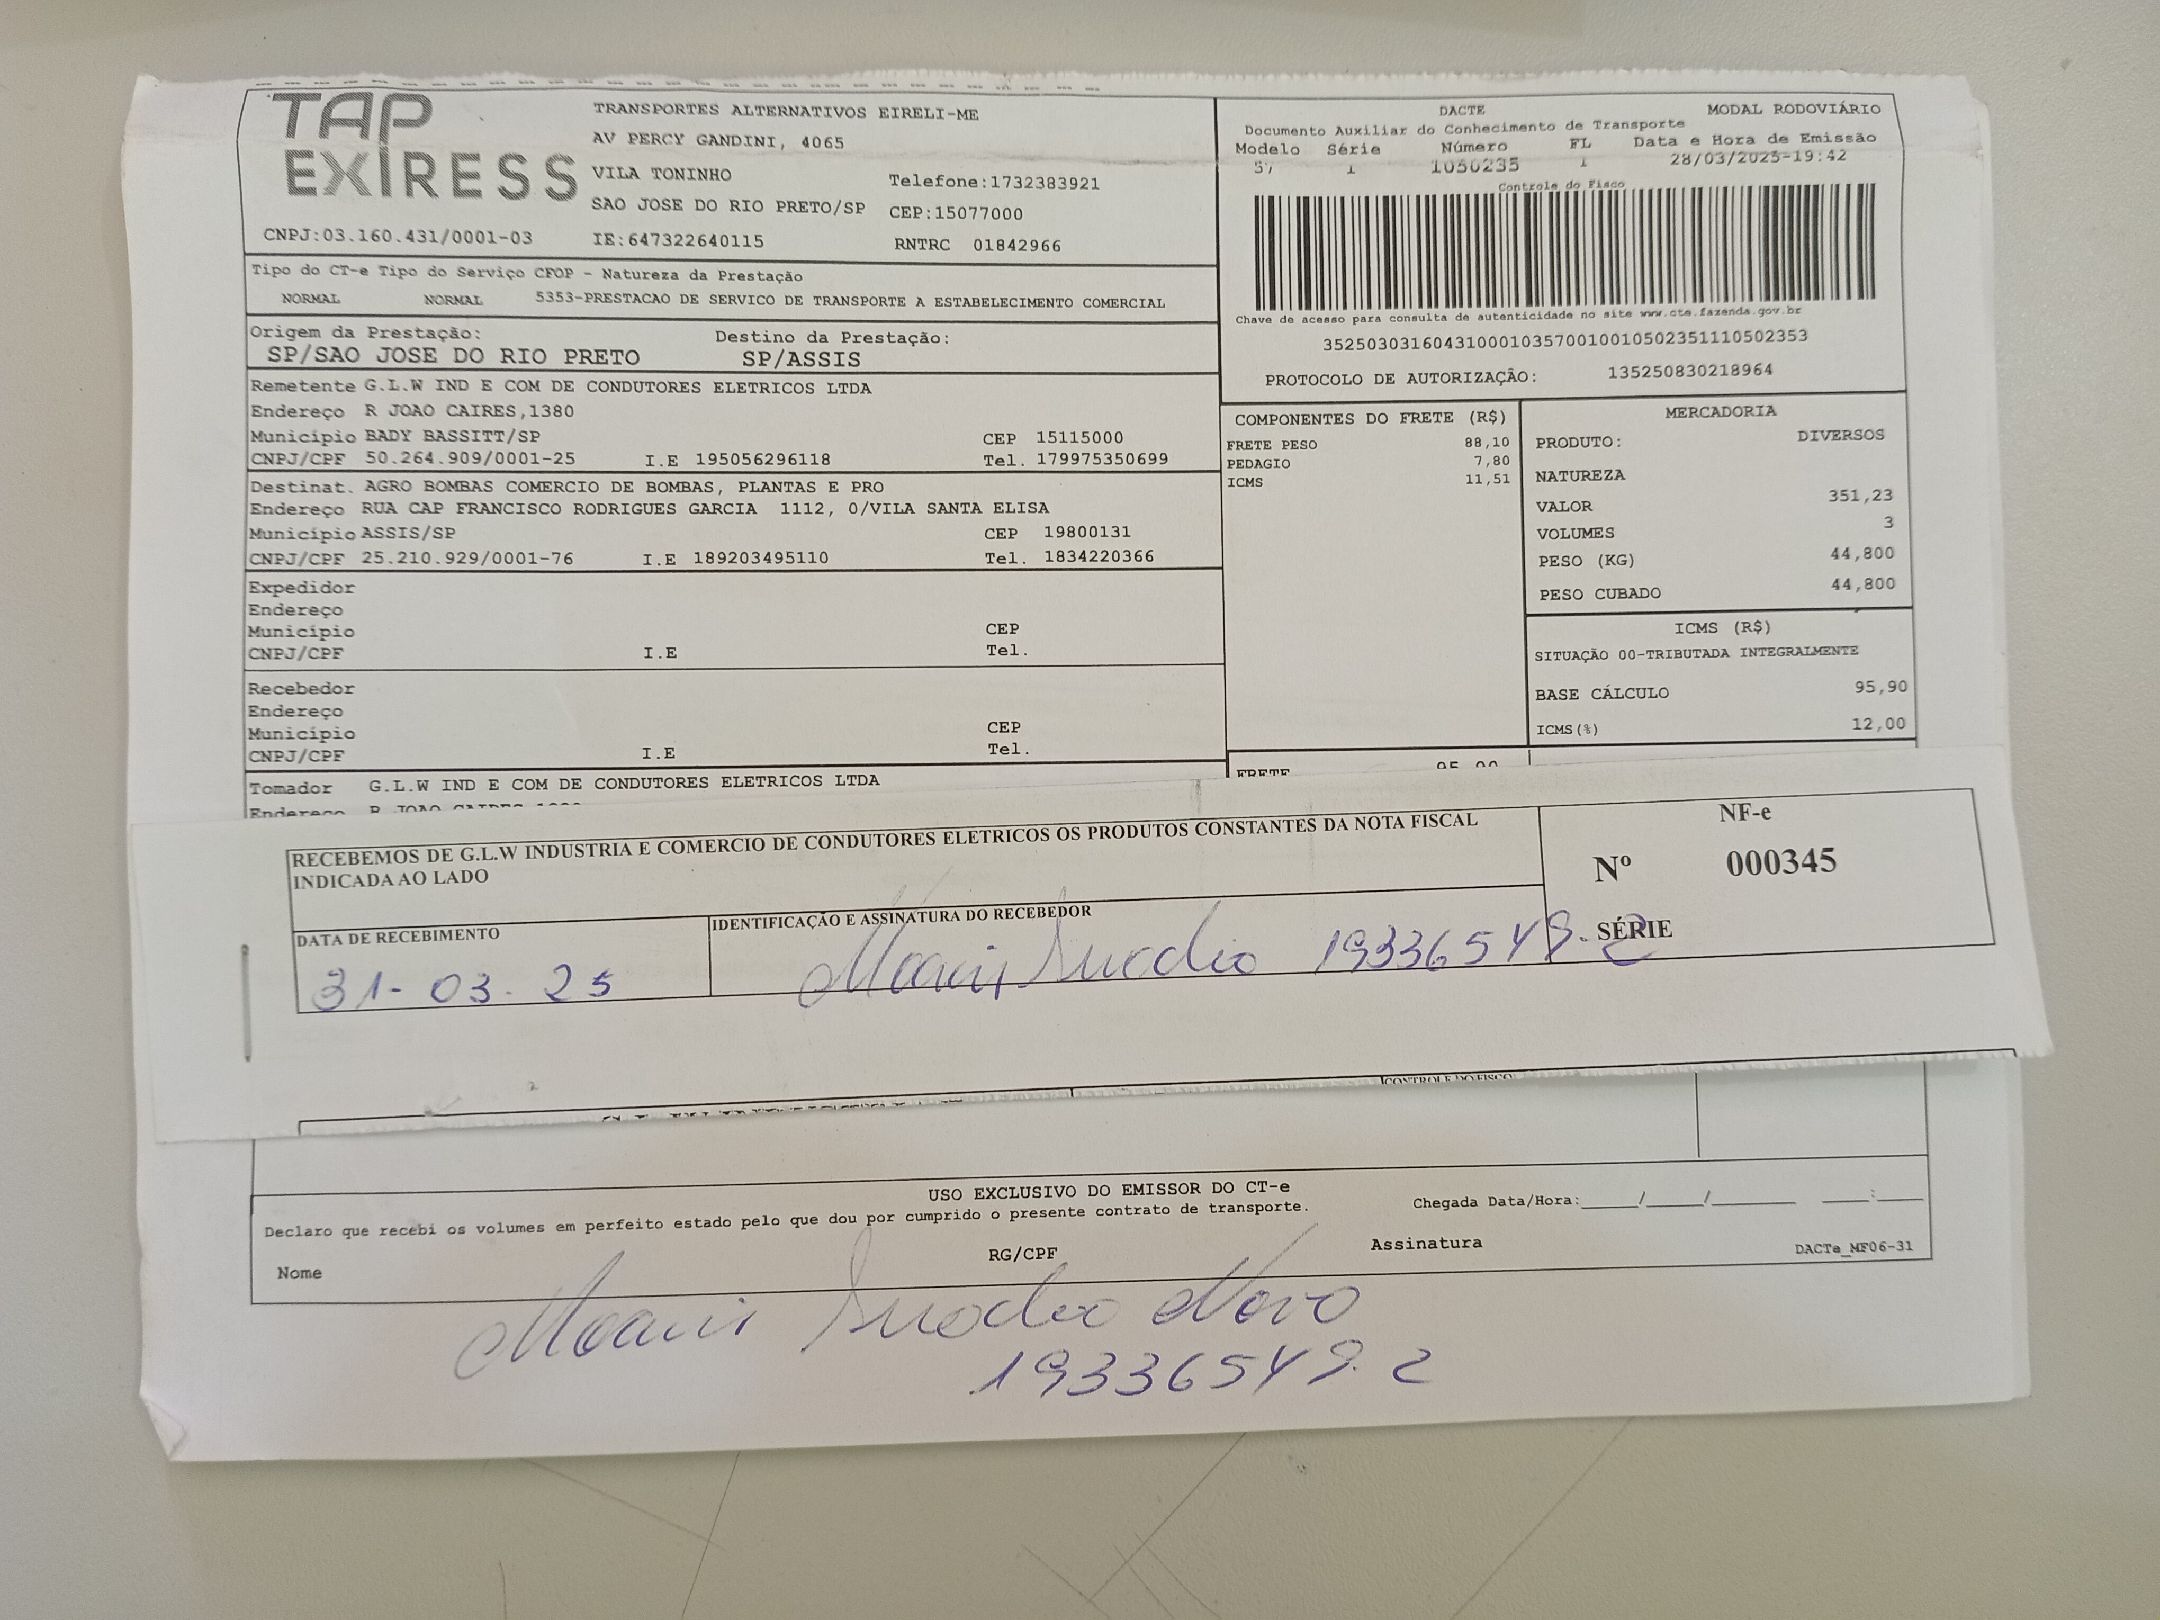 TAP
EXPRESS
TRANSPORTES ALTERNATIVOS EIRELI-ME
AV PERCY GANDINI, 4065
VILA TONINHO Telefone:1732383921
SAO JOSE DO RIO PRETO/SP CEP:15077000
CNPJ:03.160.431/0001-03 IE:647322640115 RNTRC 01842966
DACTE MODAL RODOVIÁRIO
Documento Auxiliar do Conhecimento de Transporte
Modelo Série Número FL Data e Hora de Emissão
57 1 1050235 1 28/03/2025-19:42
Controle do Fisco
Chave de acesso para consulta de autenticidade no site www.cte.fazenda.gov.br
35250303160431000103570010010502351110502353
PROTOCOLO DE AUTORIZAÇÃO: 135250830218964
Tipo do CT-e Tipo do Serviço CFOP - Natureza da Prestação
NORMAL NORMAL 5353-PRESTACAO DE SERVICO DE TRANSPORTE A ESTABELECIMENTO COMERCIAL
Origem da Prestação: Destino da Prestação:
SP/SAO JOSE DO RIO PRETO SP/ASSIS
Remetente G.L.W IND E COM DE CONDUTORES ELETRICOS LTDA
Endereço R JOAO CAIRES,1380
Município BADY BASSITT/SP CEP 15115000
CNPJ/CPF 50.264.909/0001-25 I.E 195056296118 Tel. 179975350699
Destinat. AGRO BOMBAS COMERCIO DE BOMBAS, PLANTAS E PRO
Endereço RUA CAP FRANCISCO RODRIGUES GARCIA 1112, 0/VILA SANTA ELISA
Município ASSIS/SP CEP 19800131
CNPJ/CPF 25.210.929/0001-76 I.E 189203495110 Tel. 1834220366
Expedidor
Endereço
Município CEP
CNPJ/CPF I.E Tel.
Recebedor
Endereço
Município CEP
CNPJ/CPF I.E Tel.
Tomador G.L.W IND E COM DE CONDUTORES ELETRICOS LTDA
Endereço R JOAO
COMPONENTES DO FRETE (R$)
FRETE PESO 88,10
PEDAGIO 7,80
ICMS 11,51
MERCADORIA
PRODUTO: DIVERSOS
NATUREZA
VALOR 351,23
VOLUMES 3
PESO (KG) 44,800
PESO CUBADO 44,800
ICMS (R$)
SITUAÇÃO 00-TRIBUTADA INTEGRALMENTE
BASE CÁLCULO 95,90
ICMS(%) 12,00
FRETE 95,90
RECEBEMOS DE G.L.W INDUSTRIA E COMERCIO DE CONDUTORES ELETRICOS OS PRODUTOS CONSTANTES DA NOTA FISCAL
INDICADA AO LADO
NF-e
Nº 000345
SÉRIE
DATA DE RECEBIMENTO IDENTIFICAÇÃO E ASSINATURA DO RECEBEDOR
31-03.25 19336549.2
CONTROLE DO FISCO
USO EXCLUSIVO DO EMISSOR DO CT-e
Declaro que recebi os volumes em perfeito estado pelo que dou por cumprido o presente contrato de transporte. Chegada Data/Hora:____/____/______ ___:___
Nome RG/CPF Assinatura DACTe_MF06-31
19336549.2